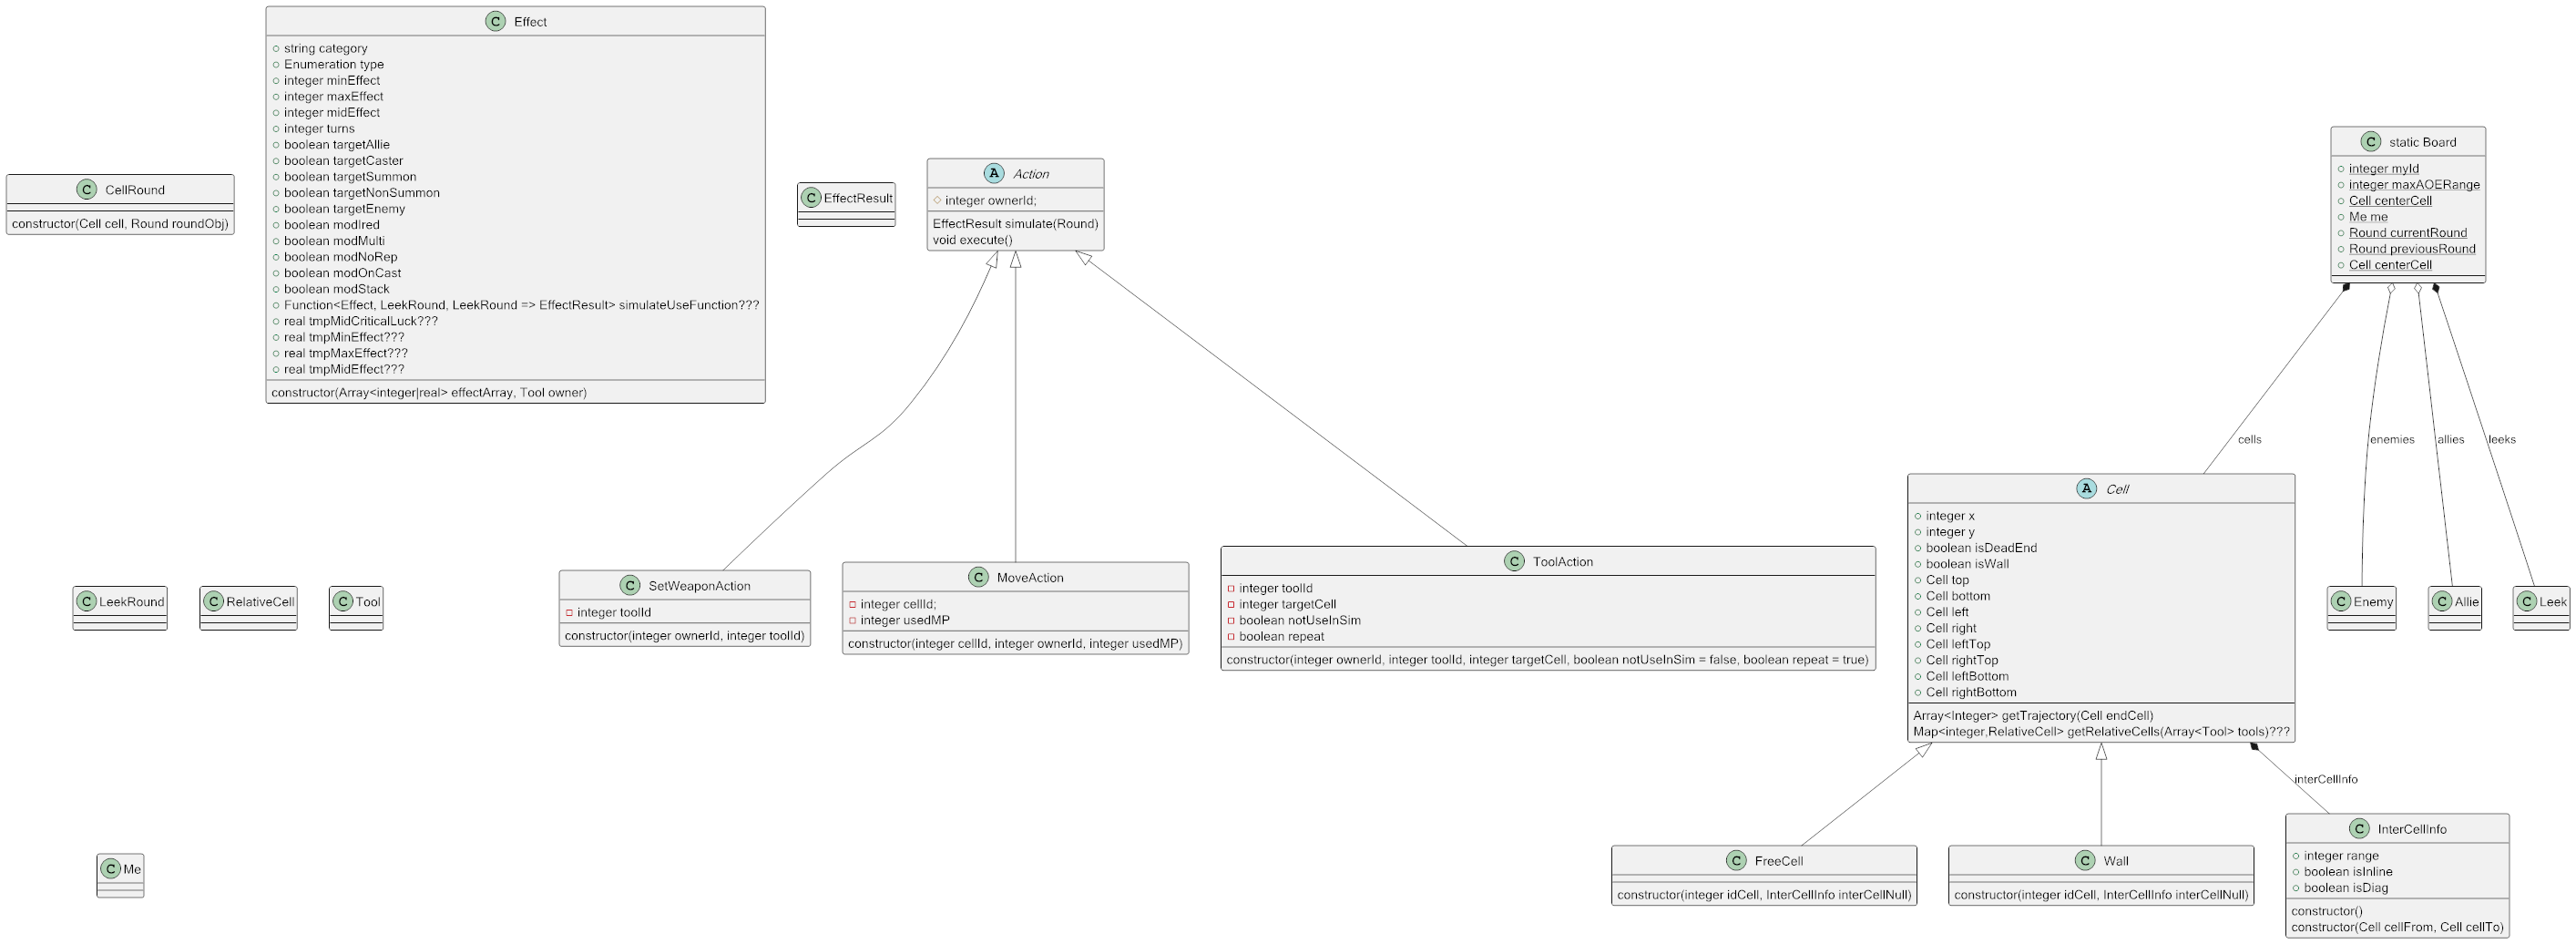 CellRound
constructor(Cell cell, Round roundObj)
Effect
string category
Enumeration type
integer minEffect
integer maxEffect
integer midEffect
integer turns
boolean targetAllie
boolean targetCaster
boolean targetSummon
boolean targetNonSummon
boolean targetEnemy
boolean modIred
boolean modMulti
boolean modNoRep
boolean modOnCast
boolean modStack
Function<Effect, LeekRound, LeekRound => EffectResult> simulateUseFunction???
real tmpMidCriticalLuck???
real tmpMinEffect???
real tmpMaxEffect???
real tmpMidEffect???
constructor(Array<integer|real> effectArray, Tool owner)
EffectResult
Action
integer ownerId;
EffectResult simulate(Round)
void execute()
static Board
integer myId
integer maxAOERange
Cell centerCell
Me me
Round currentRound
Round previousRound
Cell centerCell
cells
enemies
allies
leeks
LeekRound
RelativeCell
Tool
SetWeaponAction
integer toolId
constructor(integer ownerId, integer toolId)
MoveAction
integer cellId;
integer usedMP
constructor(integer cellId, integer ownerId, integer usedMP)
ToolAction
integer toolId
integer targetCell
boolean notUseInSim
boolean repeat
constructor(integer ownerId, integer toolId, integer targetCell, boolean notUseInSim = false, boolean repeat = true)
Cell
integer x
integer y
boolean isDeadEnd
boolean isWall
Cell top
Cell bottom
Cell left
Cell right
Cell leftTop
Cell rightTop
Cell leftBottom
Cell rightBottom
Array<Integer> getTrajectory(Cell endCell)
Map<integer,RelativeCell> getRelativeCells(Array<Tool> tools)???
Enemy
Allie
Leek
interCellInfo
Me
FreeCell
constructor(integer idCell, InterCellInfo interCellNull)
Wall
constructor(integer idCell, InterCellInfo interCellNull)
InterCellInfo
integer range
boolean isInline
boolean isDiag
constructor()
constructor(Cell cellFrom, Cell cellTo)